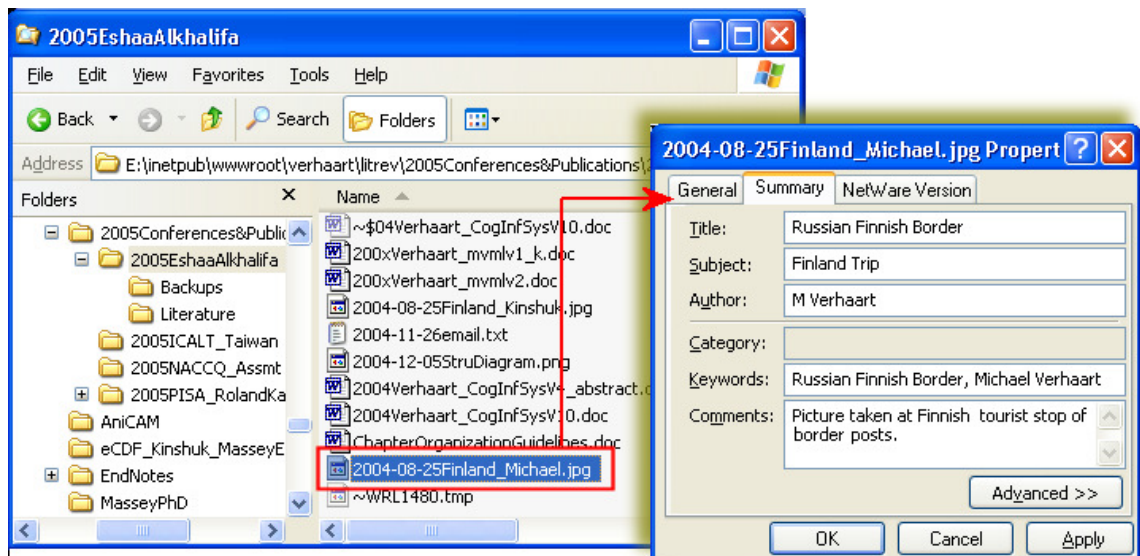 2005EshaaAlkhalifa
File Edit View Favorites Tools Help
Back Search Folders
Address E:\inetpub\wwwroot\verhaart\litrev\2005Conferences&Publications\
Folders X
2005Conferences&Public
2005EshaaAlkhalifa
Backups
Literature
2005ICALT_Taiwan
2005NACCQ_Assmt
2005PISA_RolandKa
AniCAM
eCDF_Kinshuk_MasseyE
EndNotes
MasseyPhD
Name
~$04Verhaart_CogInfSysV10.doc
200xVerhaart_mvmlv1_k.doc
200xVerhaart_mvmlv2.doc
2004-08-25Finland_Kinshuk.jpg
2004-11-26email.txt
2004-12-05StruDiagram.png
2004Verhaart_CogInfSysV4_abstract.
2004Verhaart_CogInfSysV10.doc
ChapterOrganizationGuidelines.doc
2004-08-25Finland_Michael.jpg
~WRL1480.tmp
2004-08-25Finland_Michael.jpg Propert
General Summary NetWare Version
Title: Russian Finnish Border
Subject: Finland Trip
Author: M Verhaart
Category:
Keywords: Russian Finnish Border, Michael Verhaart
Comments: Picture taken at Finnish tourist stop of
border posts.
Advanced >>
OK Cancel Apply